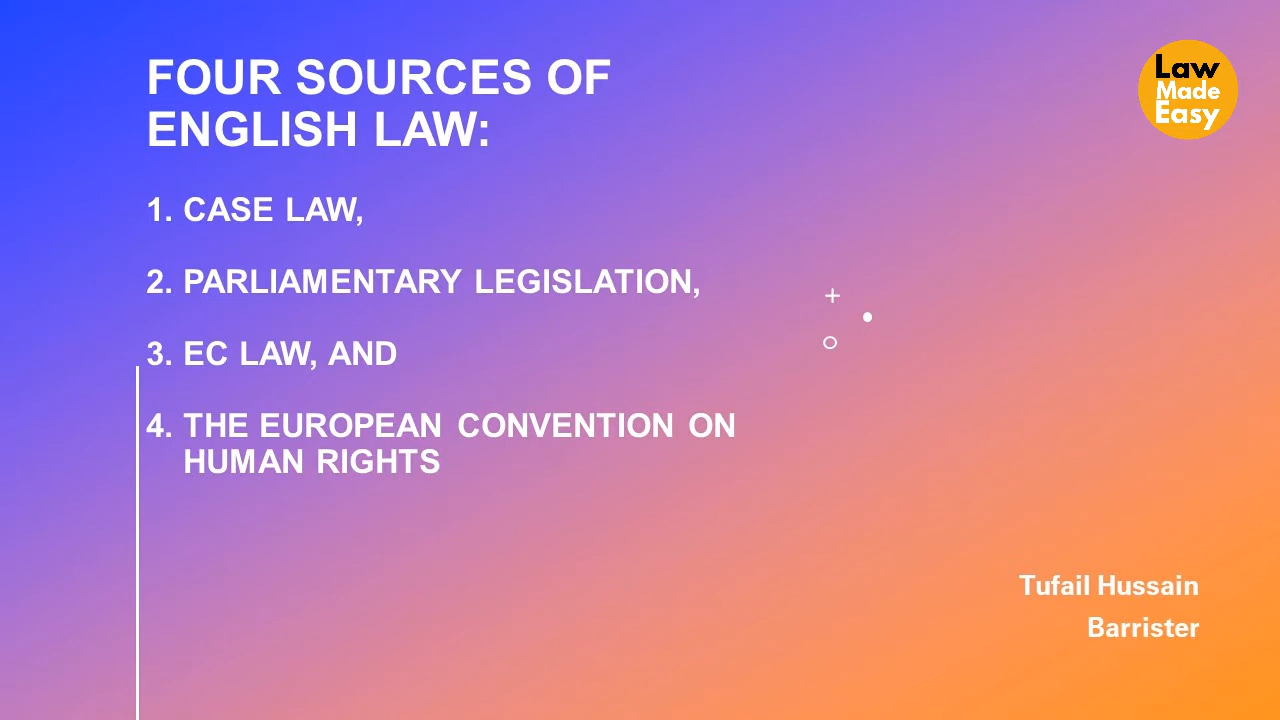 FOUR SOURCES OF
ENGLISH LAW:
Law
Made
Easy
1. CASE LAW,
2. PARLIAMENTARY LEGISLATION,
3. EC LAW, AND
4. THE EUROPEAN CONVENTION ON
HUMAN RIGHTS
Tufail Hussain
Barrister